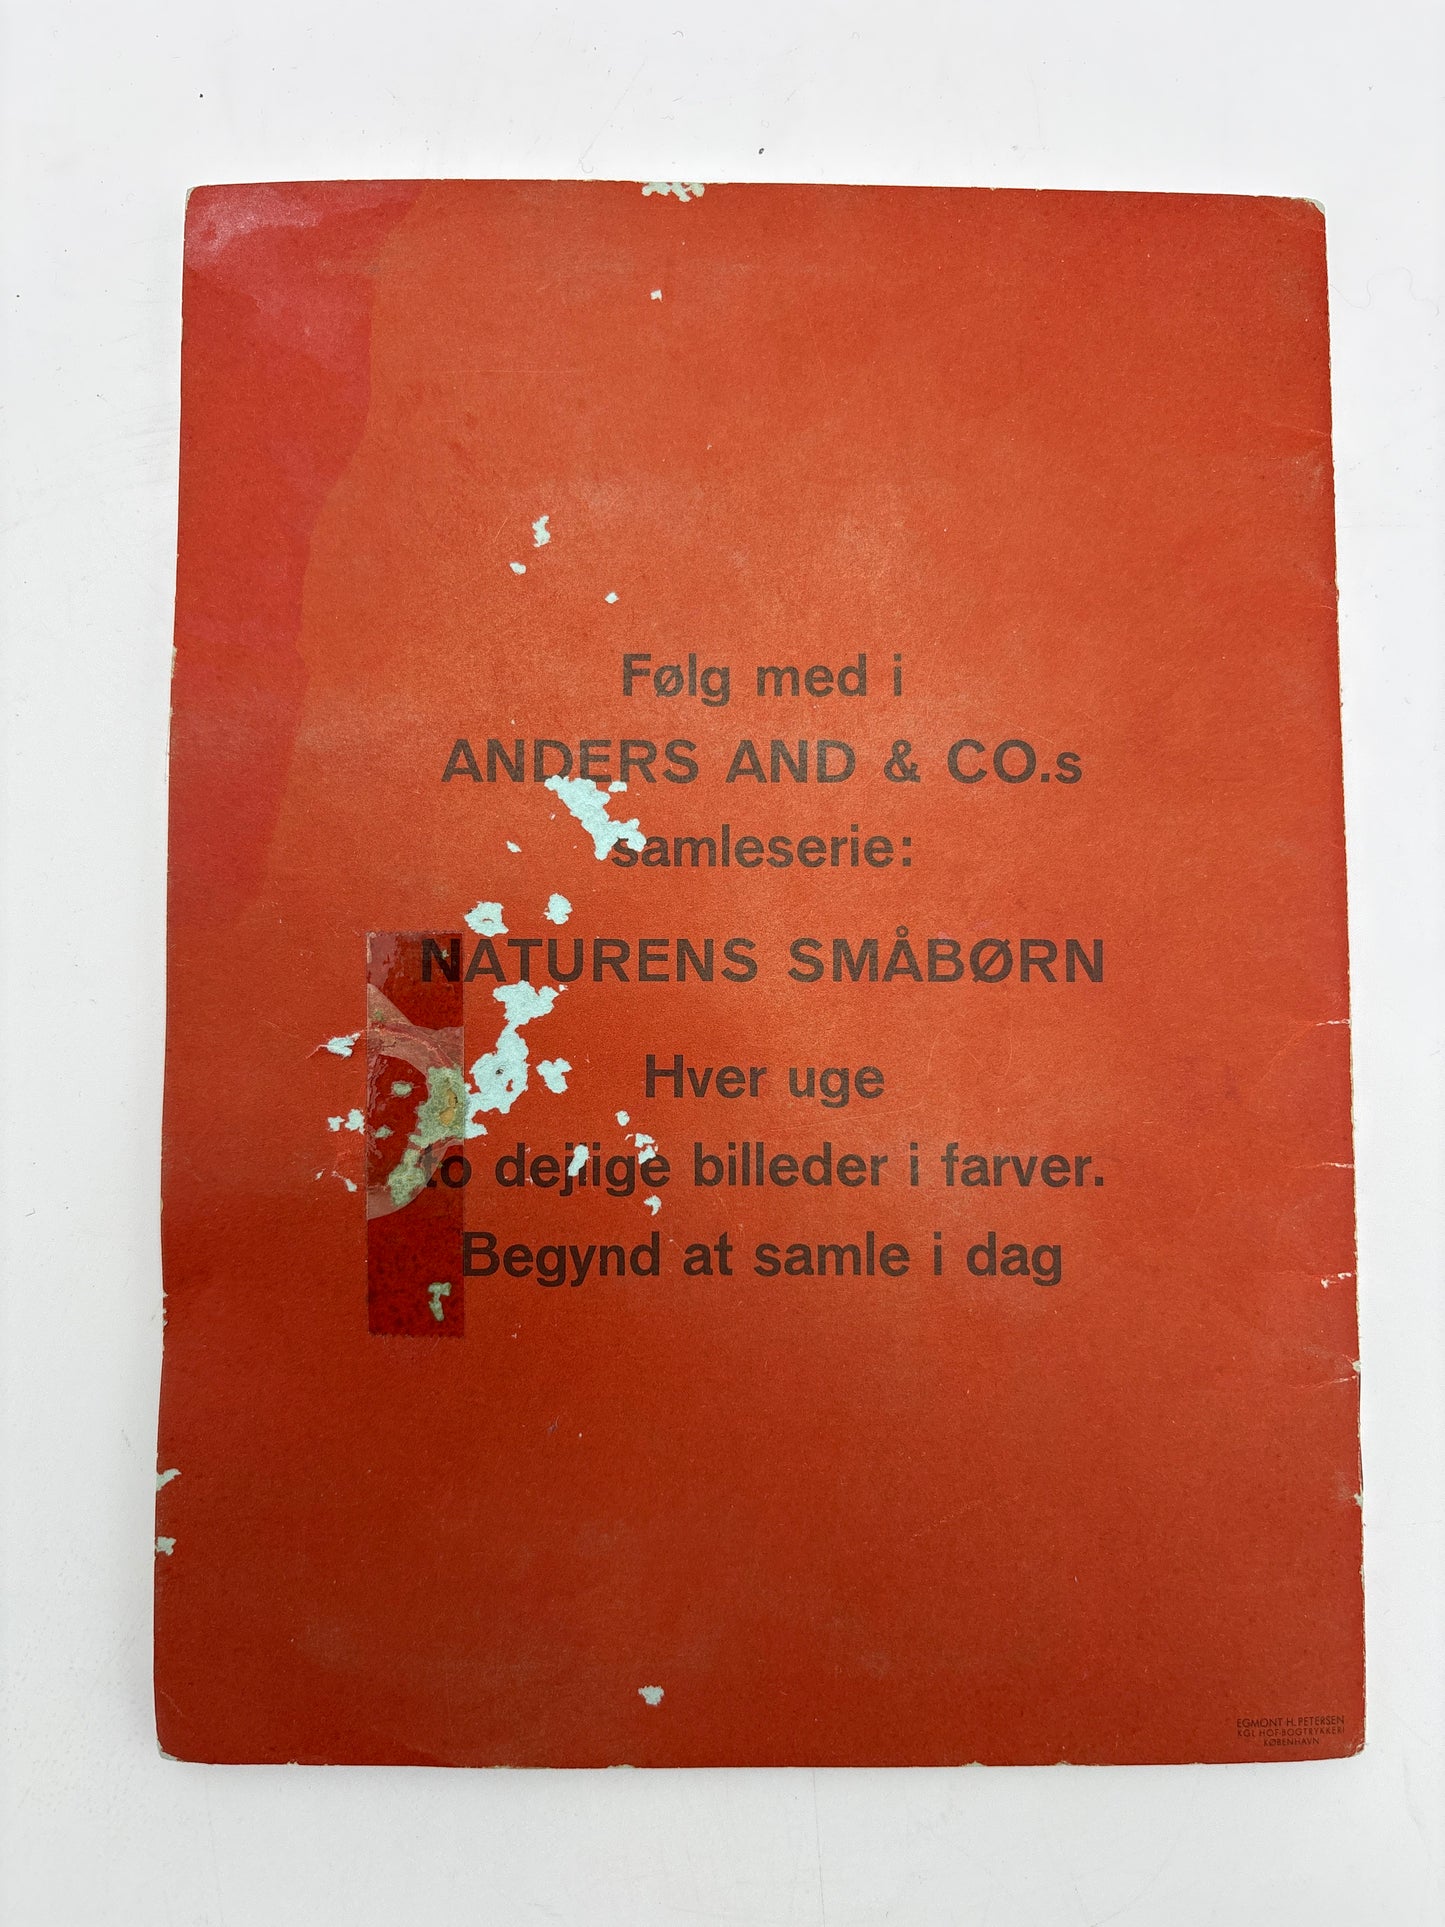 Følg med i
ANDERS AND & CO.s
samleserie:
NATURENS SMÅBØRN
Hver uge
to dejlige billeder i farver.
Begynd at samle i dag
EGMONT H. PETERSEN
KGL. HOF-BOGTRYKKERI
KØBENHAVN